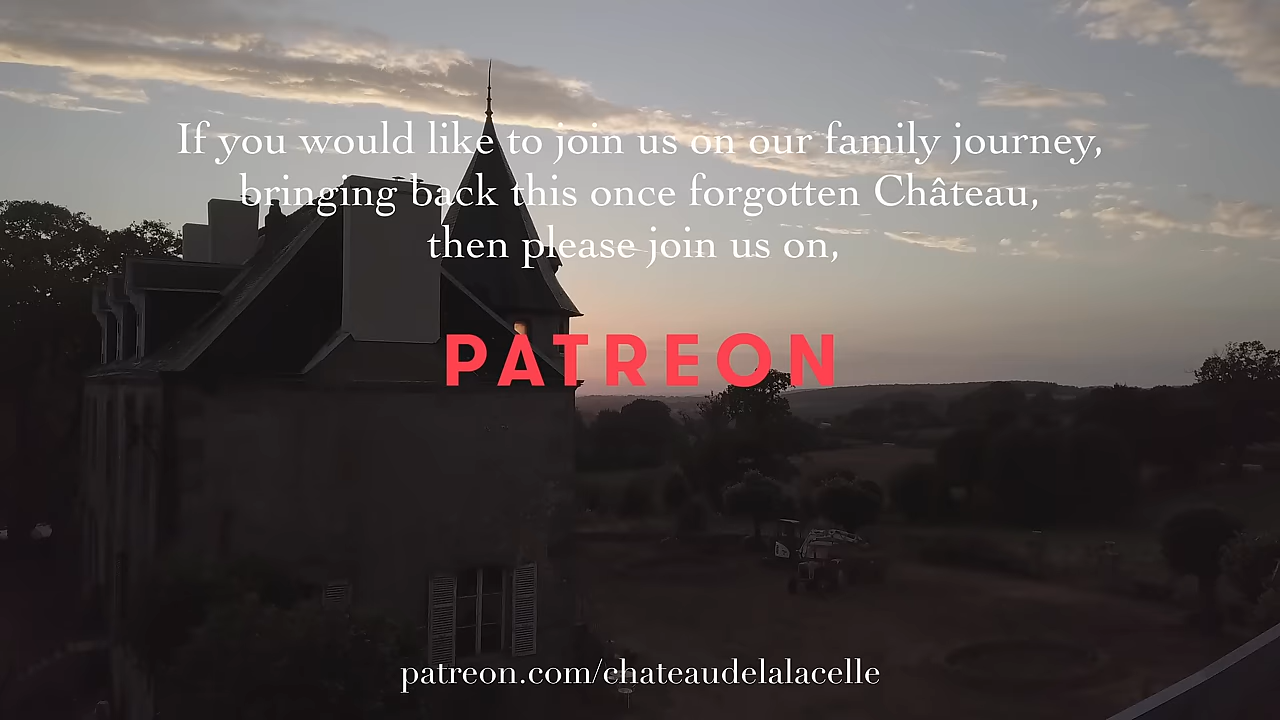 If you would like to join us on our family journey,
bringing back this once forgotten Château,
then please join us on,
PATREON
patreon.com/chateaudelalacelle